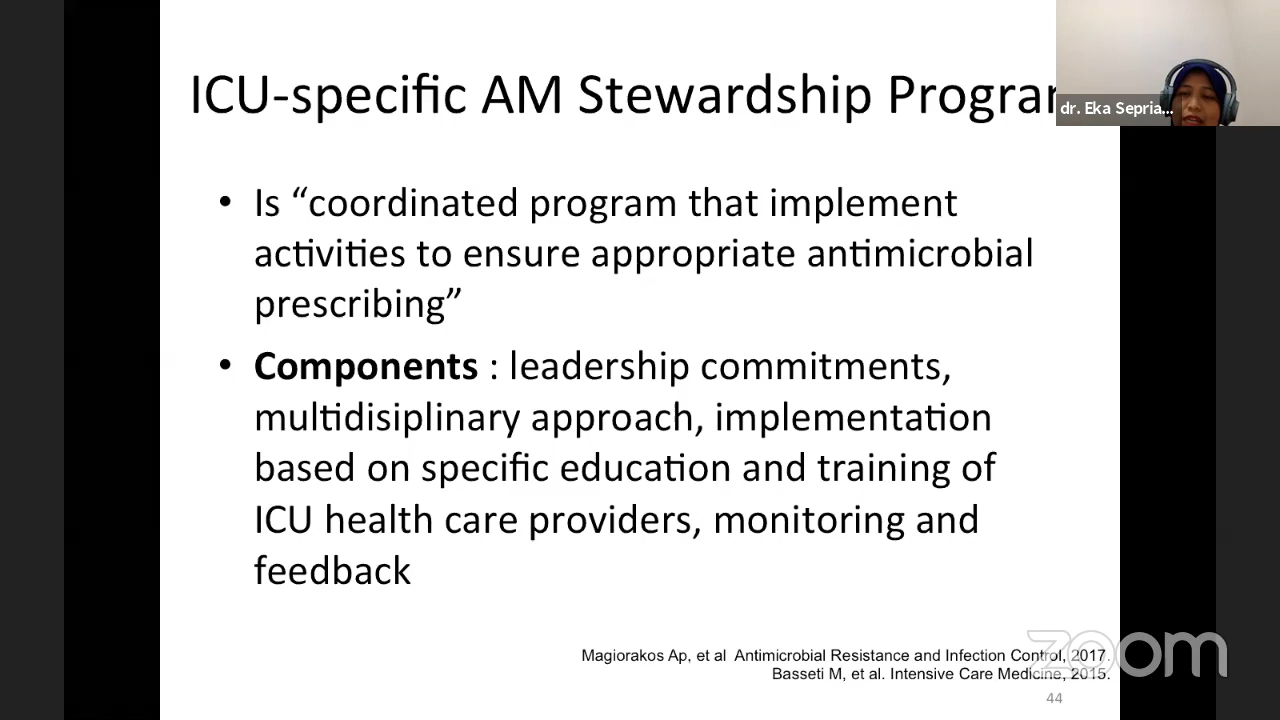 ICU-specific AM Stewardship Program
dr. Eka Sepria...
• Is “coordinated program that implement
activities to ensure appropriate antimicrobial
prescribing”
• Components : leadership commitments,
multidisiplinary approach, implementation
based on specific education and training of
ICU health care providers, monitoring and
feedback
Magiorakos Ap, et al Antimicrobial Resistance and Infection Control, 2017.
Basseti M, et al. Intensive Care Medicine, 2015.
zoom
44